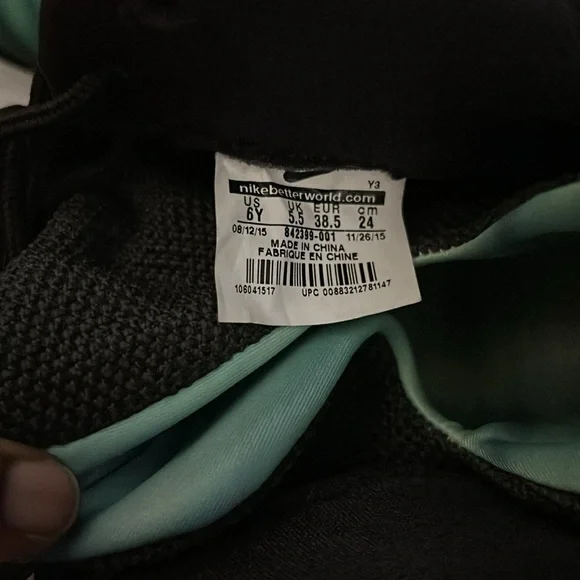 Y3
nikebetterworld.com
US UK EUR cm
6Y 5.5 38.5 24
08/12/15 842399-001 11/26/15
MADE IN CHINA
FABRIQUE EN CHINE
106041517 UPC 00883212781147